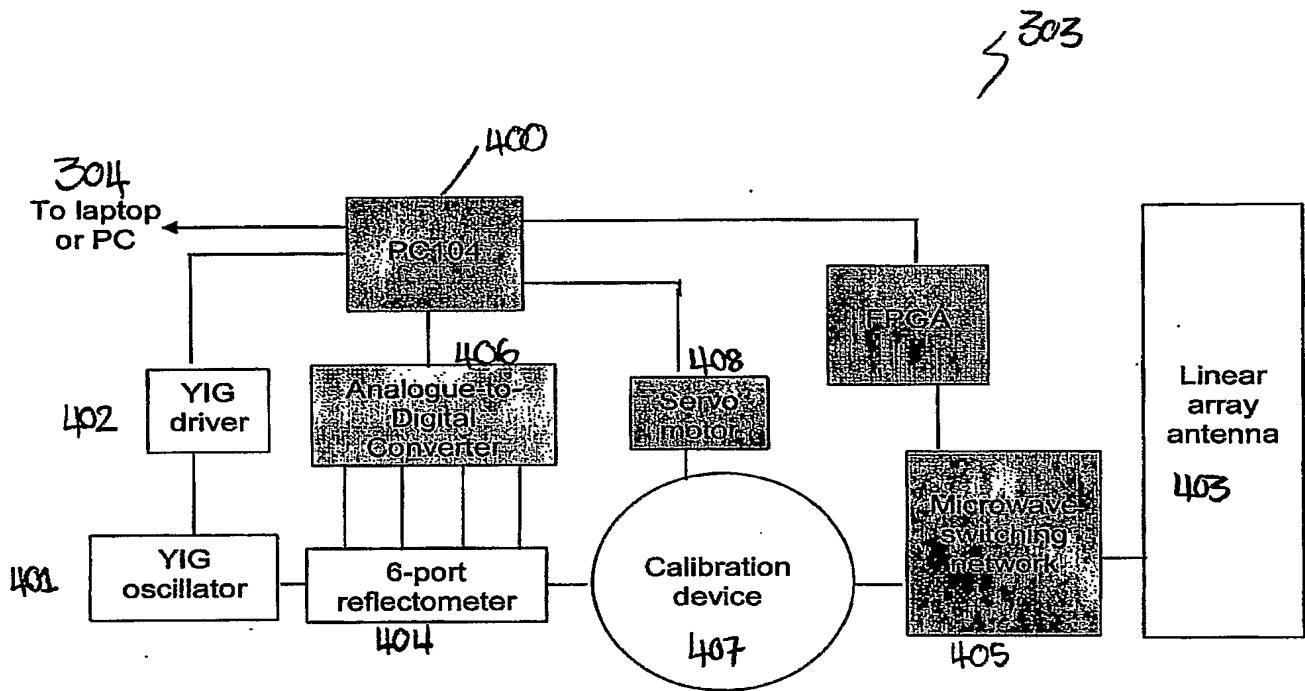 303
400
304
To laptop
or PC
PC104
FPGA
406
408
402
YIG
driver
Analogue to-
Digital
Converter
Servo
motor
Linear
array
antenna
403
401
YIG
oscillator
6-port
reflectometer
404
Calibration
device
407
Microwave
switching
network
405